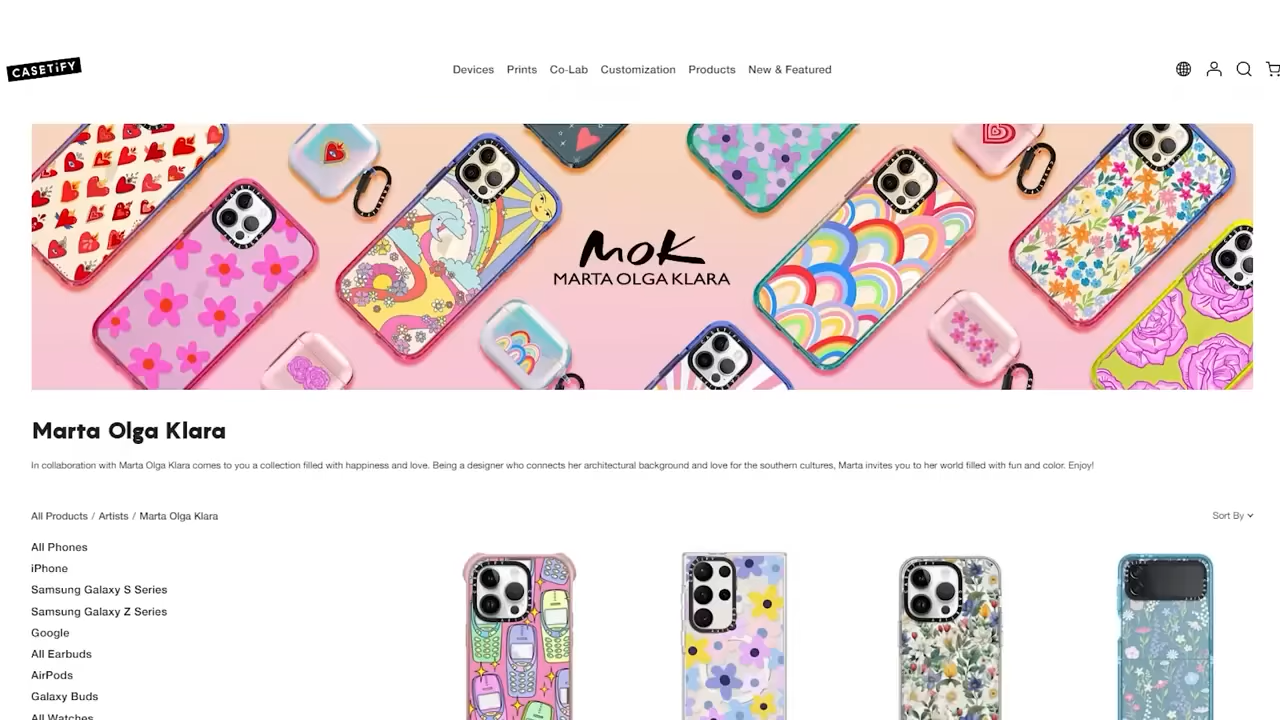 CASETiFY
Devices Prints Co-Lab Customization Products New & Featured
MOK
MARTA OLGA KLARA
Marta Olga Klara
In collaboration with Marta Olga Klara comes to you a collection filled with happiness and love. Being a designer who connects her architectural background and love for the southern cultures, Marta invites you to her world filled with fun and color. Enjoy!
All Products / Artists / Marta Olga Klara
Sort By
All Phones
iPhone
Samsung Galaxy S Series
Samsung Galaxy Z Series
Google
All Earbuds
AirPods
Galaxy Buds
All Watches